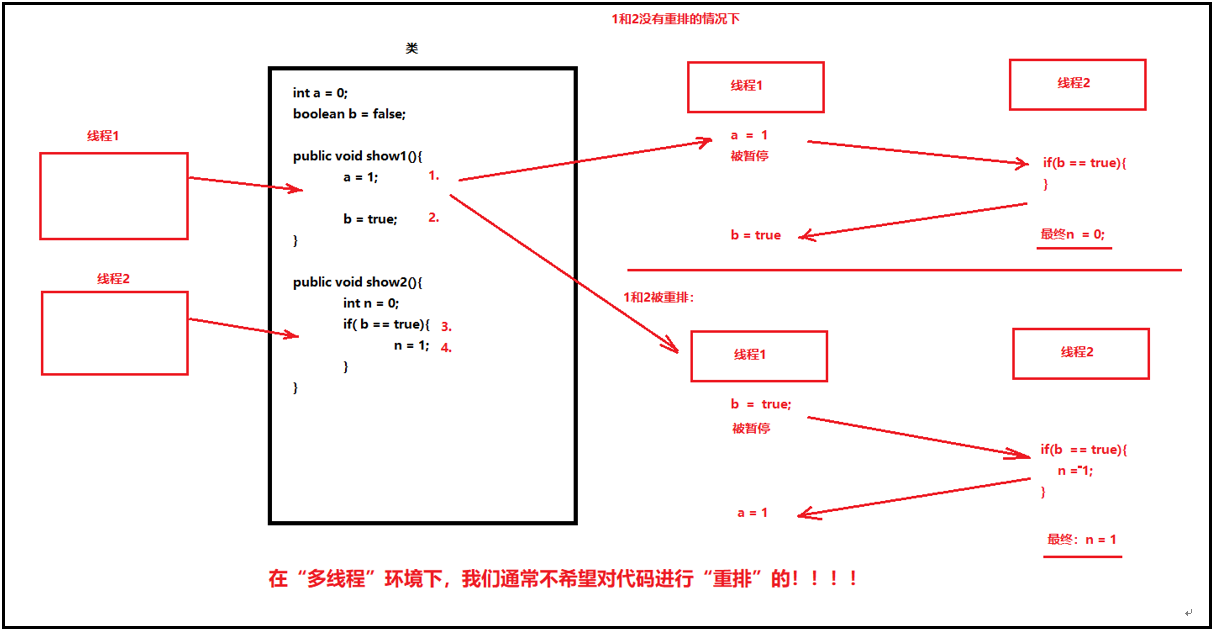 1和2没有重排的情况下
类
线程1
线程2
int a = 0;
boolean b = false;
public void show1(){
a = 1; 1.
b = true; 2.
}
public void show2(){
int n = 0;
if( b == true){ 3.
n = 1; 4.
}
}
线程1
线程2
a = 1
被暂停
if(b == true){
}
b = true
最终n = 0;
1和2被重排:
线程1
线程2
b = true;
被暂停
if(b == true){
n = 1;
}
a = 1
最终: n = 1
在“多线程”环境下，我们通常不希望对代码进行“重排”的！！！！